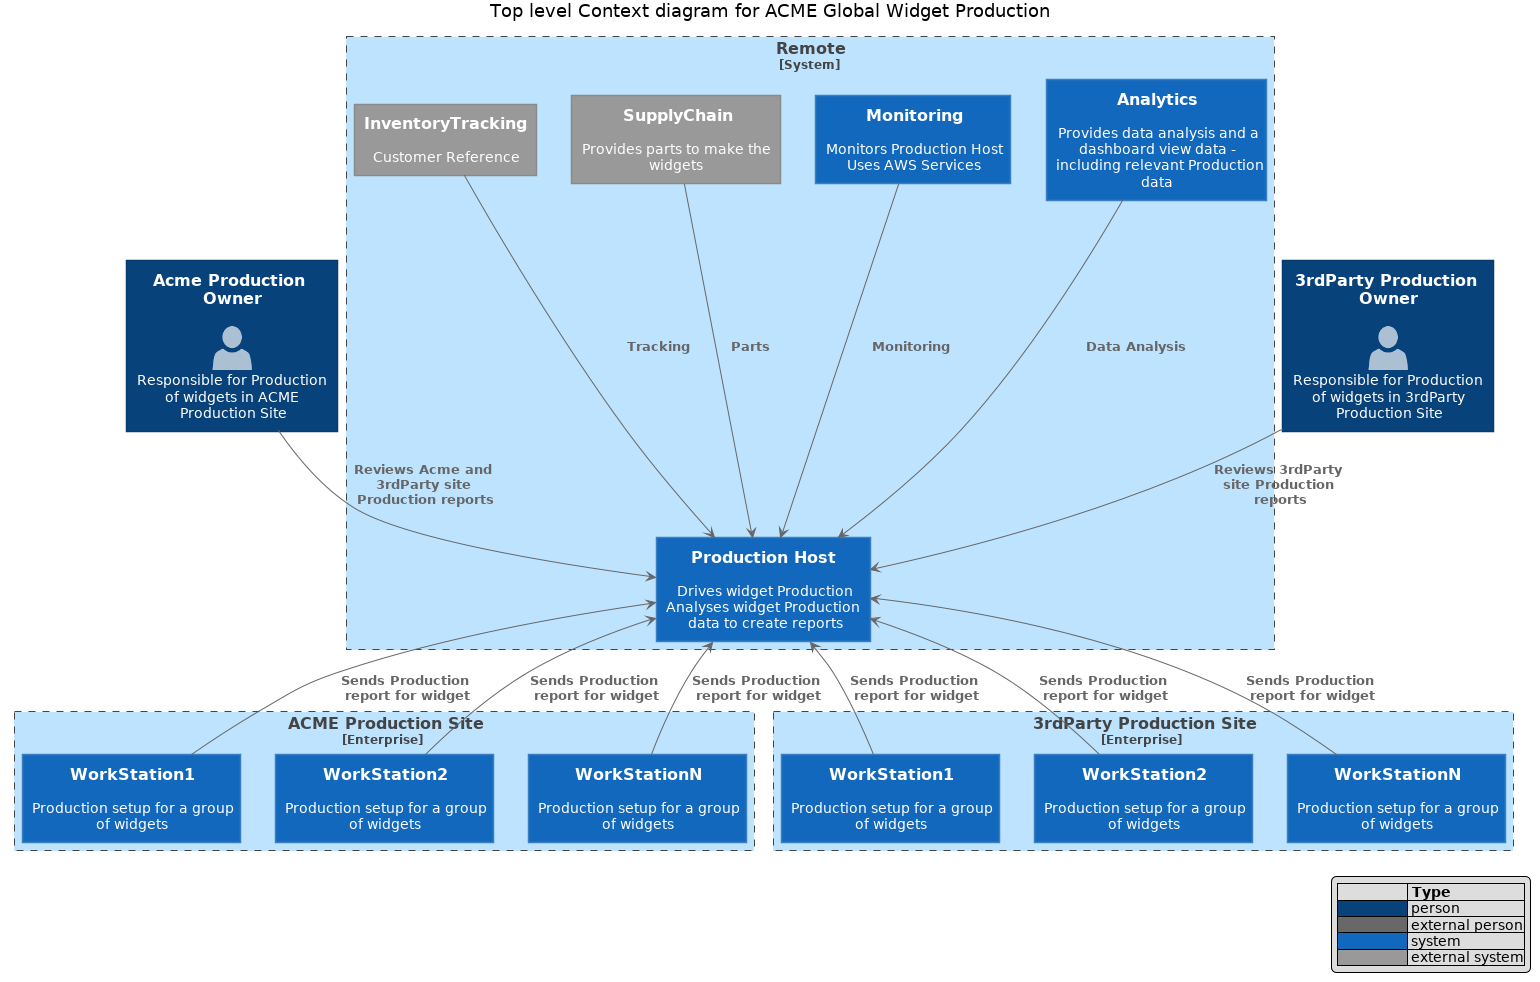 Top level Context diagram for ACME Global Widget Production
Remote
[System]
InventoryTracking
Customer Reference
SupplyChain
Provides parts to make the
widgets
Monitoring
Monitors Production Host
Uses AWS Services
Analytics
Provides data analysis and a
dashboard view data -
including relevant Production
data
Acme Production
Owner
Responsible for Production
of widgets in ACME
Production Site
3rdParty Production
Owner
Responsible for Production
of widgets in 3rdParty
Production Site
Tracking
Parts
Monitoring
Data Analysis
Reviews Acme and
3rdParty site
Production reports
Reviews 3rdParty
site Production
reports
Production Host
Drives widget Production
Analyses widget Production
data to create reports
Sends Production
report for widget
Sends Production
report for widget
Sends Production
report for widget
Sends Production
report for widget
Sends Production
report for widget
Sends Production
report for widget
ACME Production Site
[Enterprise]
WorkStation1
Production setup for a group
of widgets
WorkStation2
Production setup for a group
of widgets
WorkStationN
Production setup for a group
of widgets
3rdParty Production Site
[Enterprise]
WorkStation1
Production setup for a group
of widgets
WorkStation2
Production setup for a group
of widgets
WorkStationN
Production setup for a group
of widgets
Type
person
external person
system
external system